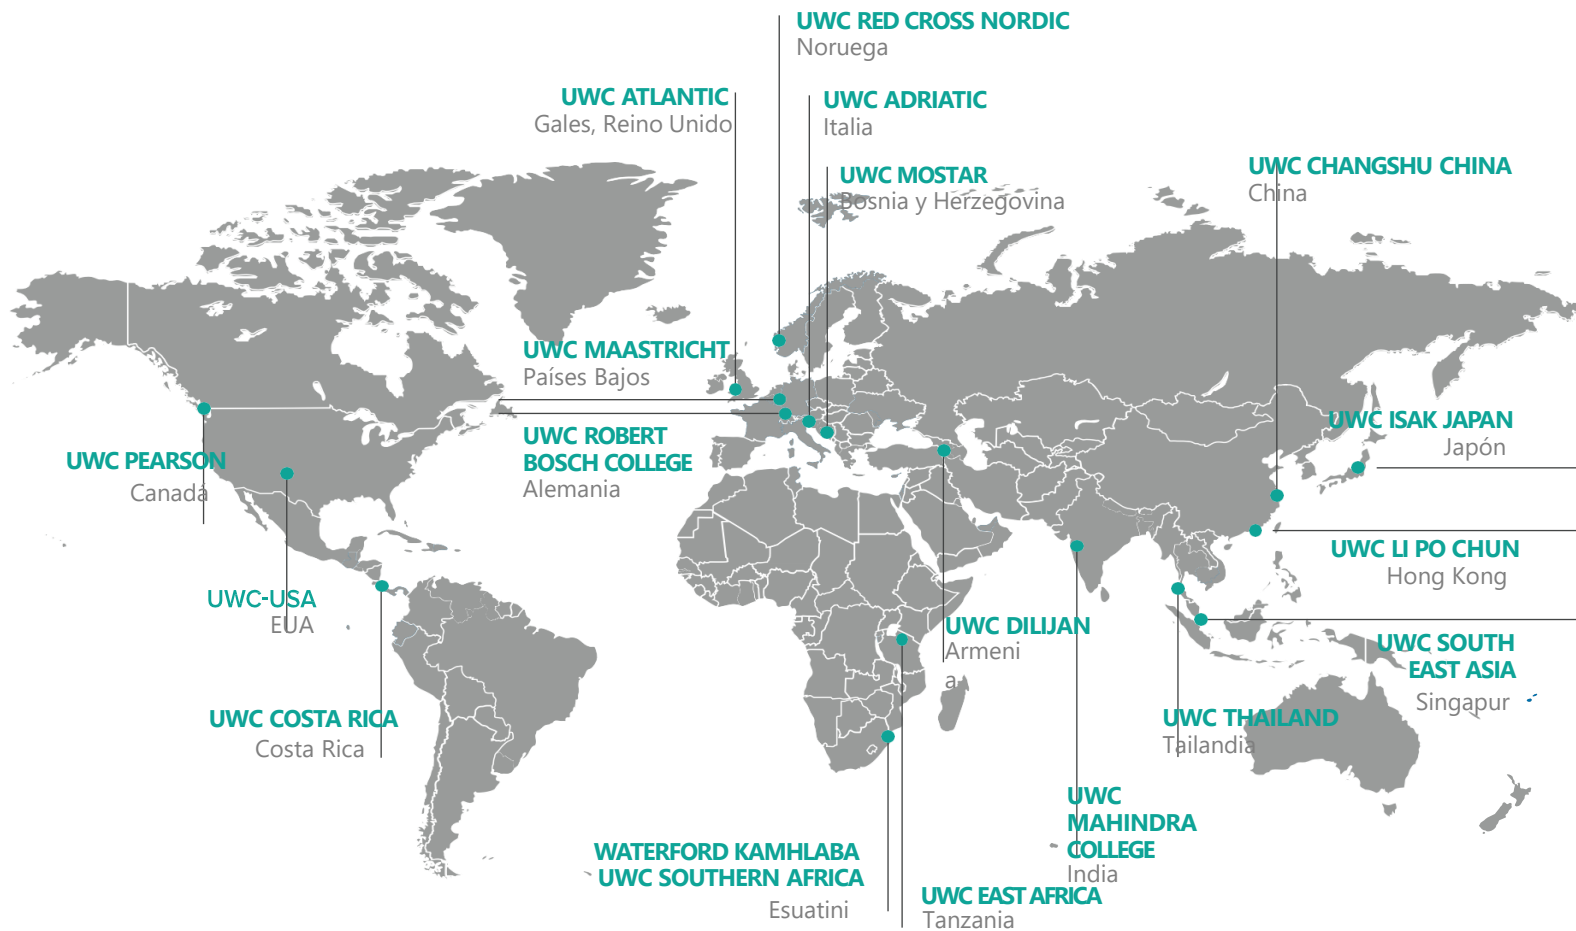 UWC RED CROSS NORDIC
Noruega
UWC ATLANTIC
Gales, Reino Unido
UWC ADRIATIC
Italia
UWC MOSTAR
Bosnia y Herzegovina
UWC CHANGSHU CHINA
China
UWC MAASTRICHT
Países Bajos
UWC ROBERT
BOSCH COLLEGE
Alemania
UWC ISAK JAPAN
Japón
UWC PEARSON
Canadá
UWC LI PO CHUN
Hong Kong
UWC-USA
EUA
UWC DILIJAN
Armeni
a
UWC SOUTH
EAST ASIA
Singapur
UWC COSTA RICA
Costa Rica
UWC THAILAND
Tailandia
UWC
MAHINDRA
COLLEGE
India
WATERFORD KAMHLABA
UWC SOUTHERN AFRICA
Esuatini
UWC EAST AFRICA
Tanzania